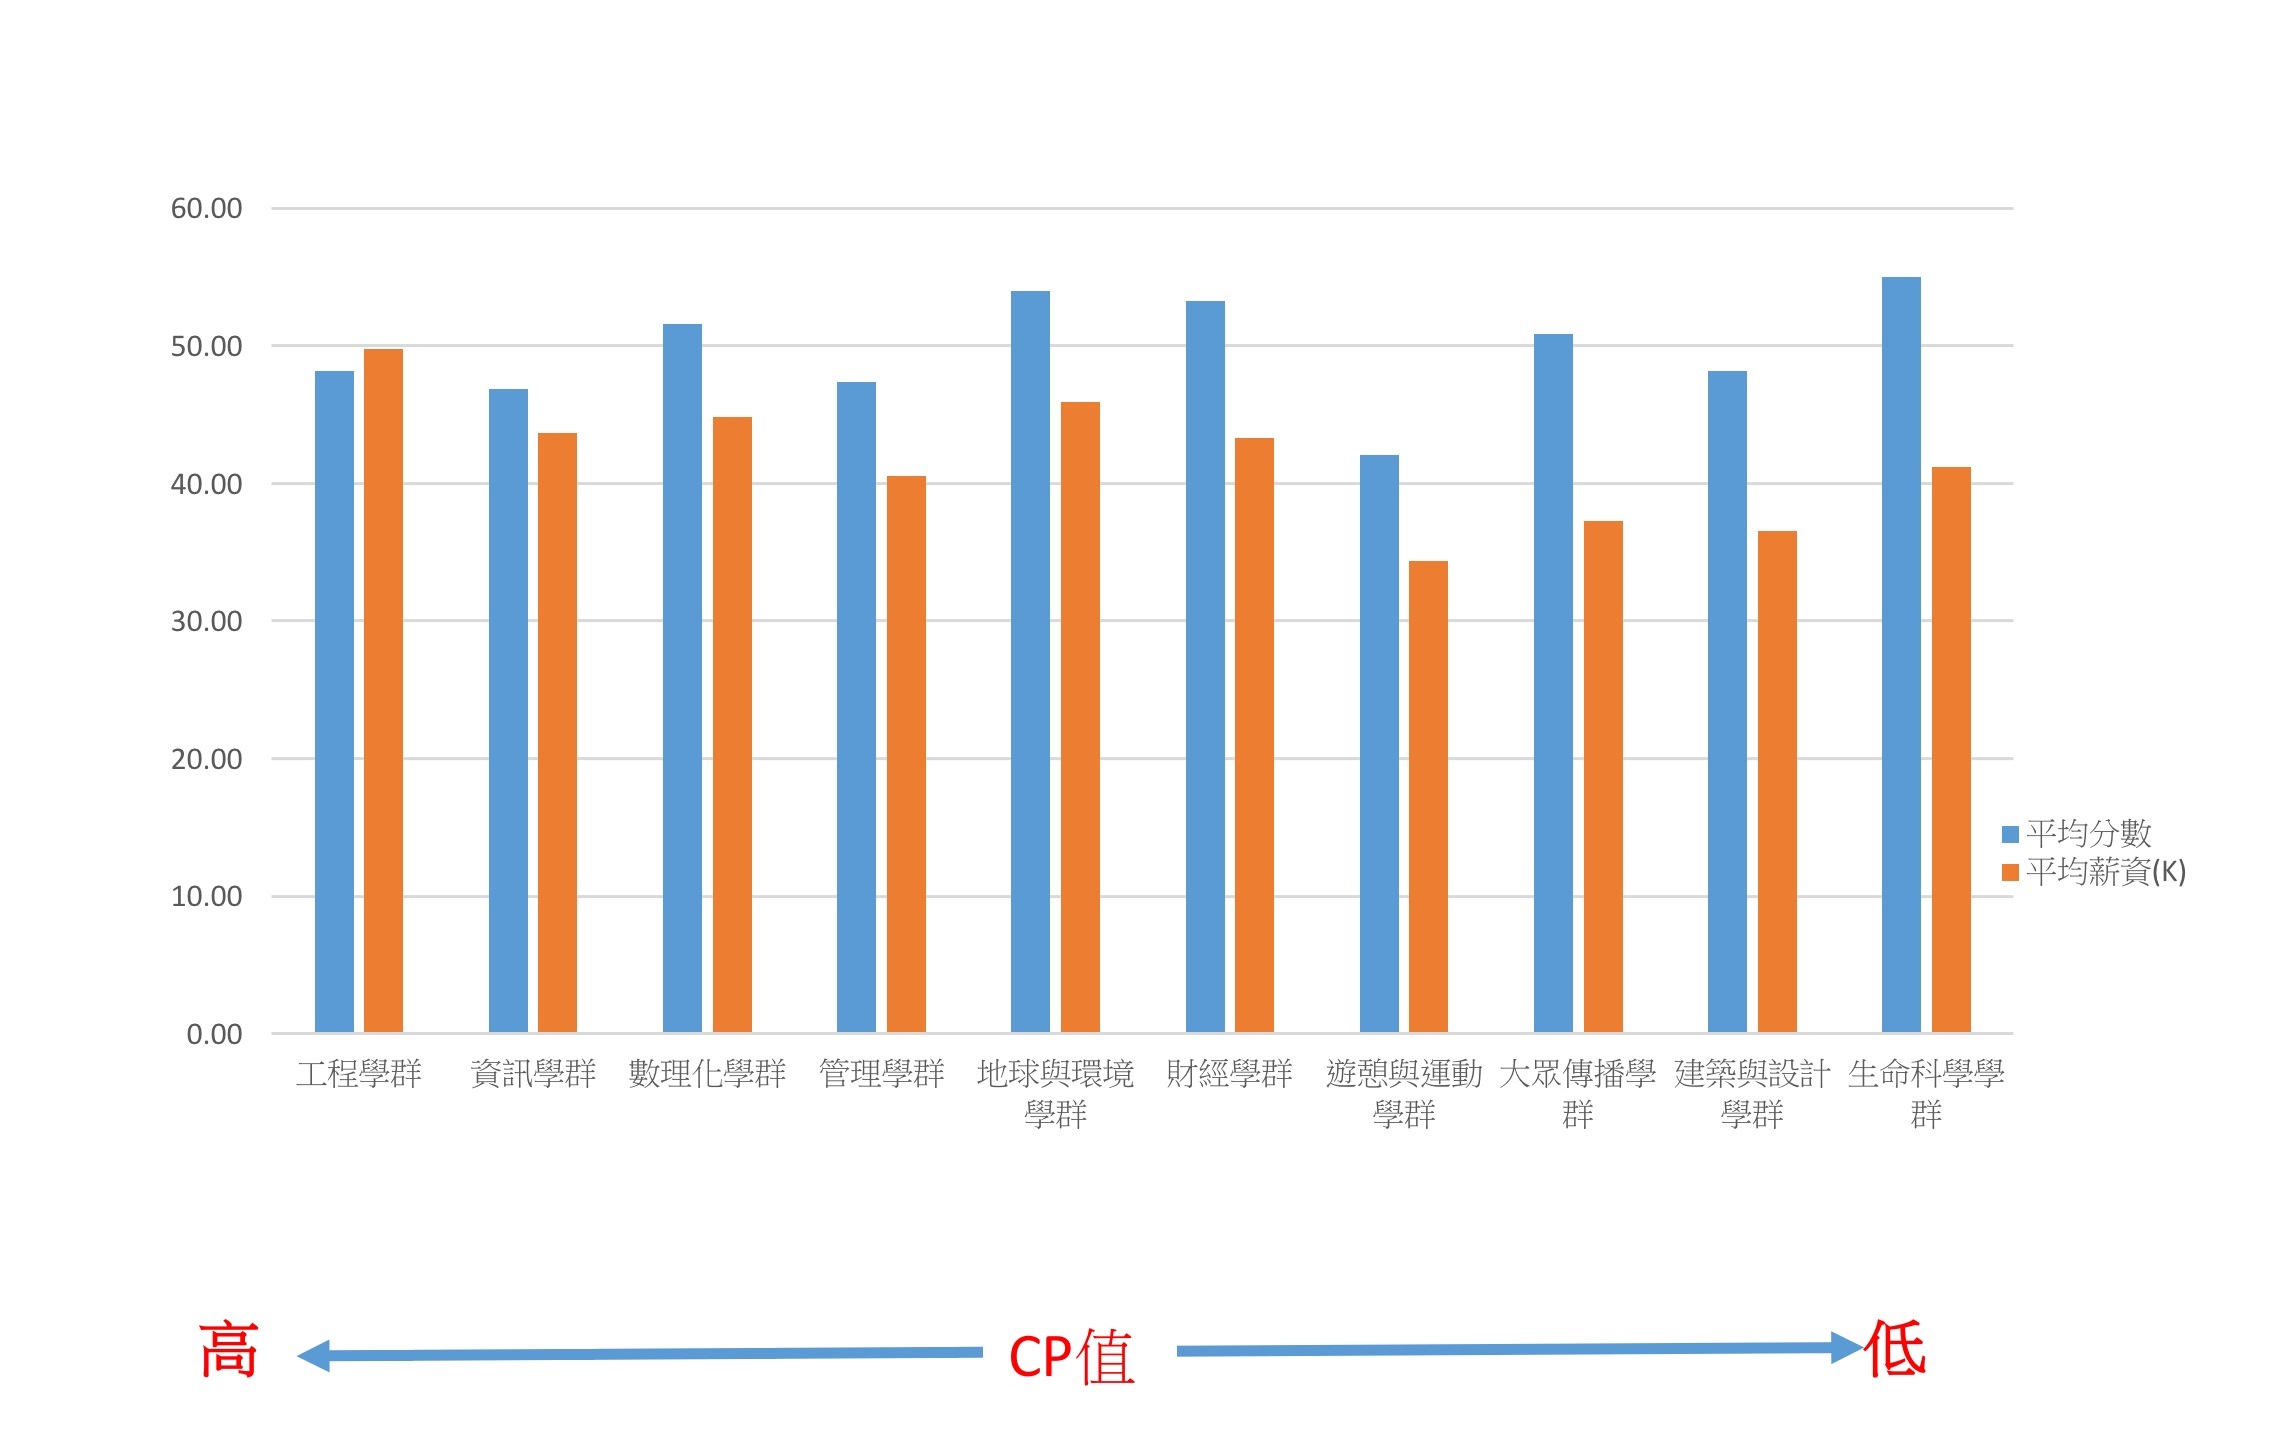 60.00
50.00
40.00
30.00
20.00
10.00
0.00
平均分數
平均薪資(K)
工程學群
資訊學群
數理化學群
管理學群
地球與環境
學群
財經學群
遊憩與運動
學群
大眾傳播學
群
建築與設計
學群
生命科學學
群
高
CP值
低